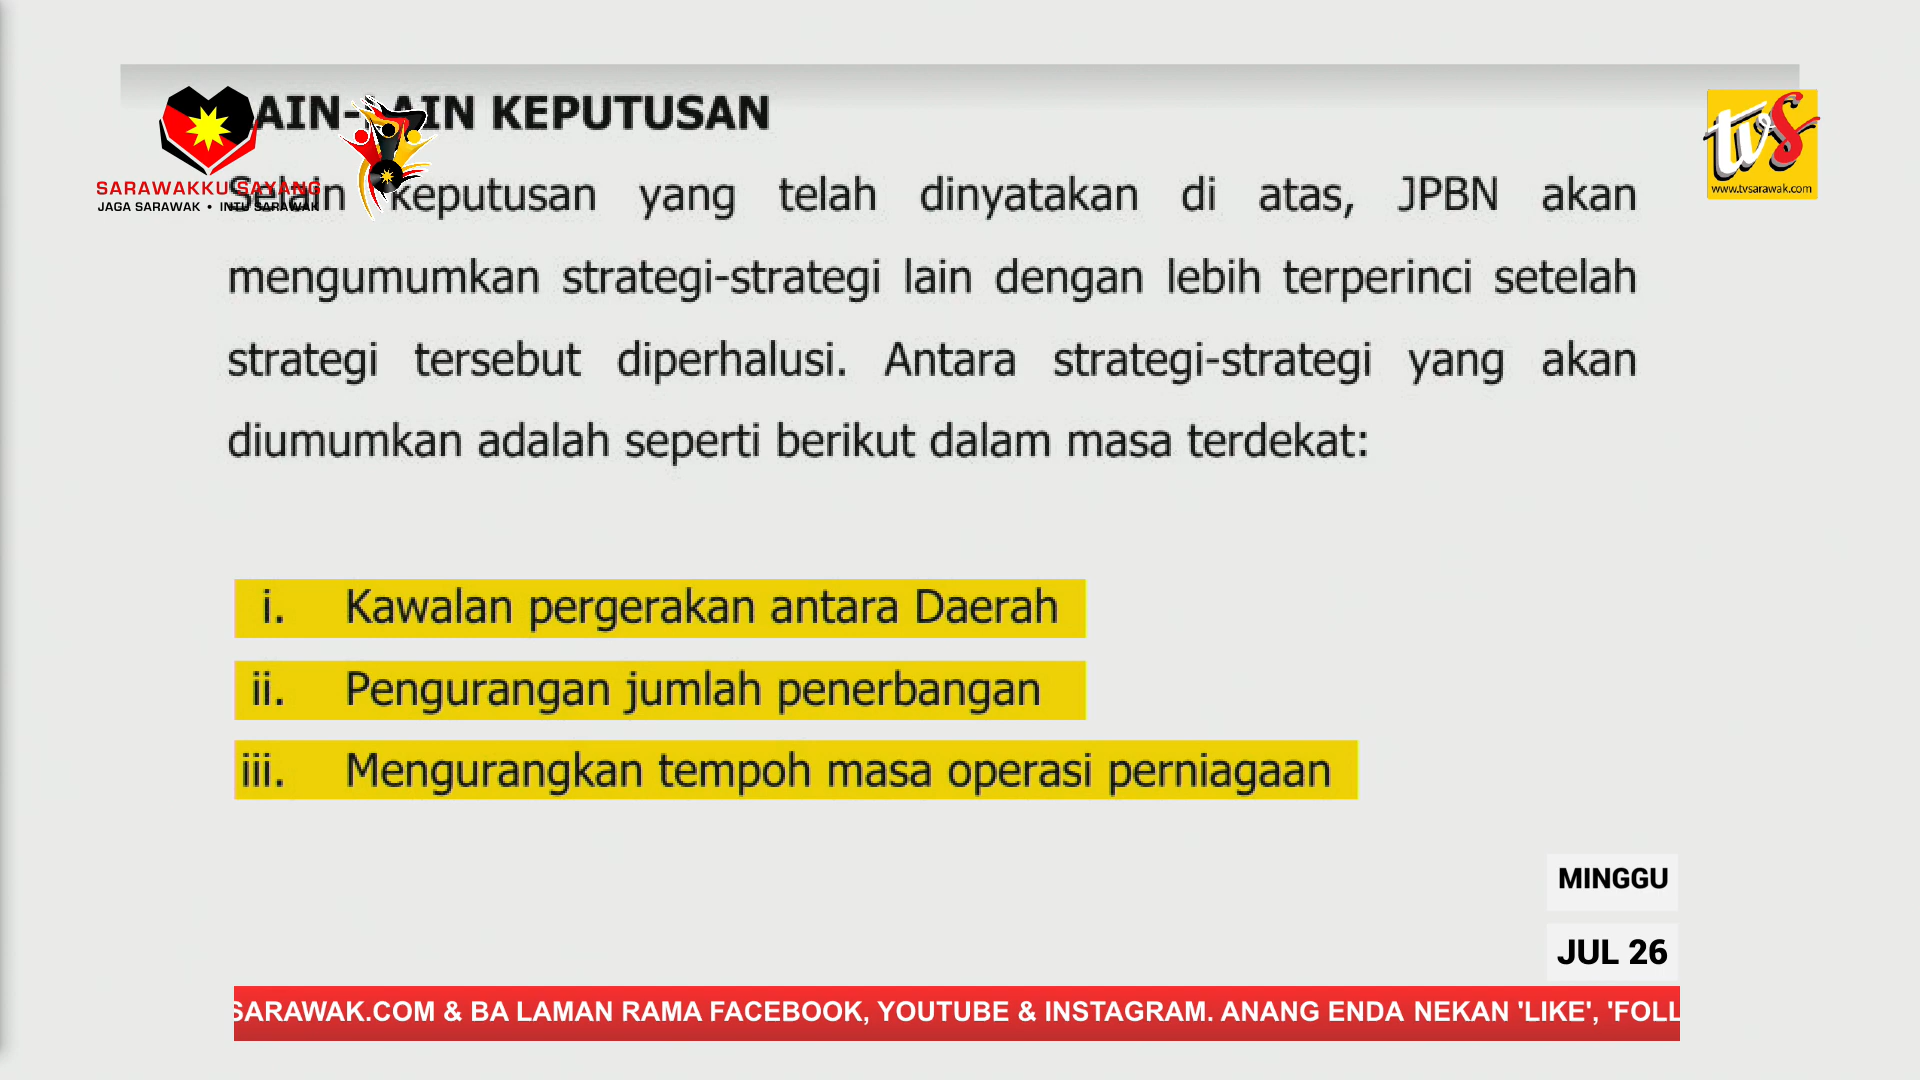 AIN-LAIN KEPUTUSAN
SARAWAKKU SAYANG
JAGA SARAWAK • INTU SARAWAK
tvS
www.tvsarawak.com
Selain keputusan yang telah dinyatakan di atas, JPBN akan
mengumumkan strategi-strategi lain dengan lebih terperinci setelah
strategi tersebut diperhalusi. Antara strategi-strategi yang akan
diumumkan adalah seperti berikut dalam masa terdekat:
i. Kawalan pergerakan antara Daerah
ii. Pengurangan jumlah penerbangan
iii. Mengurangkan tempoh masa operasi perniagaan
MINGGU
JUL 26
SARAWAK.COM & BA LAMAN RAMA FACEBOOK, YOUTUBE & INSTAGRAM. ANANG ENDA NEKAN 'LIKE', 'FOLL